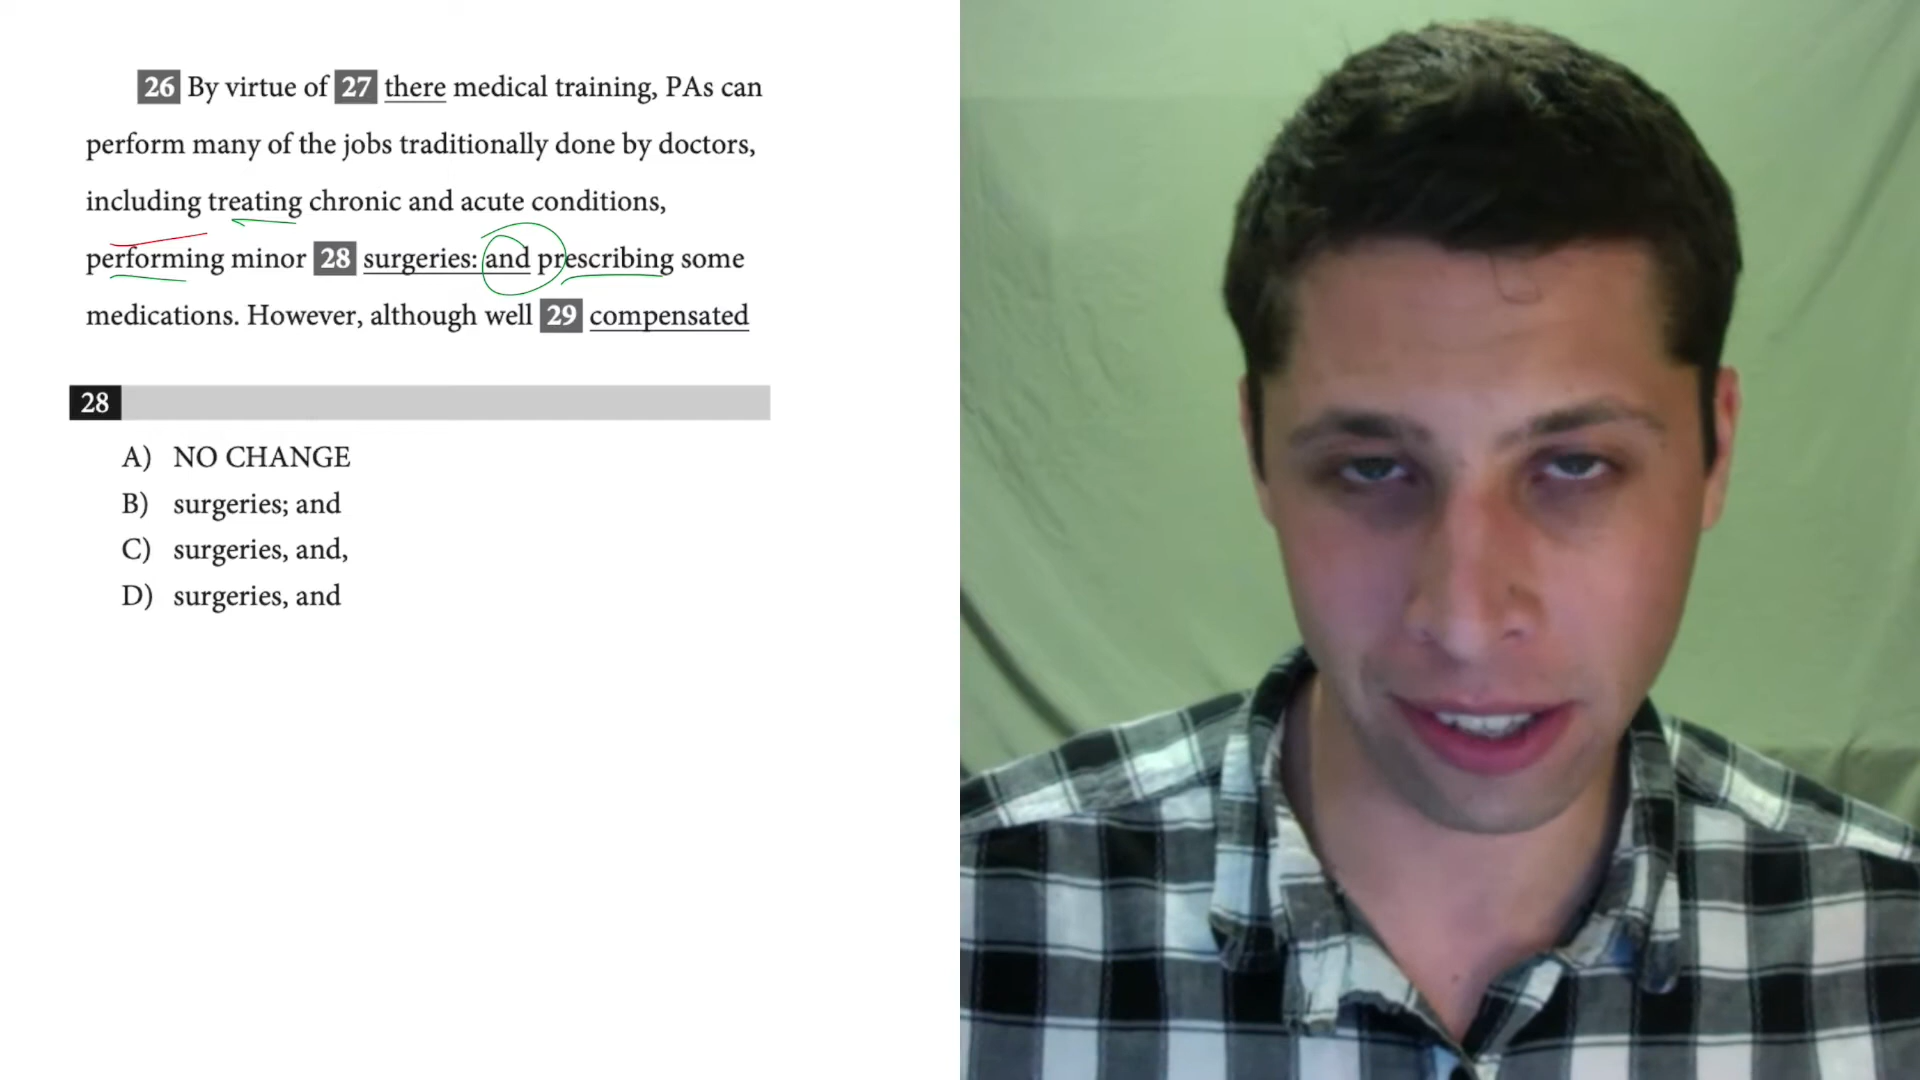 26 By virtue of 27 there medical training, PAs can
perform many of the jobs traditionally done by doctors,
including treating chronic and acute conditions,
performing minor 28 surgeries: and prescribing some
medications. However, although well 29 compensated
28
A) NO CHANGE
B) surgeries; and
C) surgeries, and,
D) surgeries, and